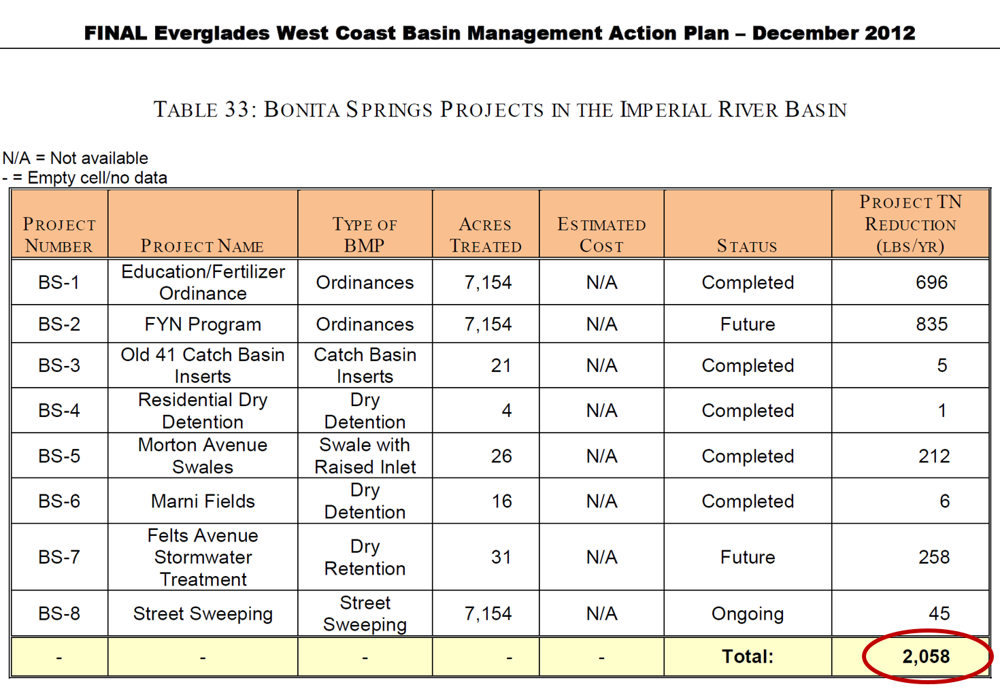 FINAL Everglades West Coast Basin Management Action Plan – December 2012
TABLE 33: BONITA SPRINGS PROJECTS IN THE IMPERIAL RIVER BASIN
N/A = Not available
- = Empty cell/no data
PROJECT NUMBER PROJECT NAME TYPE OF BMP ACRES TREATED ESTIMATED COST STATUS PROJECT TN REDUCTION (LBS/YR)
BS-1 Education/Fertilizer Ordinance Ordinances 7,154 N/A Completed 696
BS-2 FYN Program Ordinances 7,154 N/A Future 835
BS-3 Old 41 Catch Basin Inserts Catch Basin Inserts 21 N/A Completed 5
BS-4 Residential Dry Detention Dry Detention 4 N/A Completed 1
BS-5 Morton Avenue Swales Swale with Raised Inlet 26 N/A Completed 212
BS-6 Marni Fields Dry Detention 16 N/A Completed 6
BS-7 Felts Avenue Stormwater Treatment Dry Retention 31 N/A Future 258
BS-8 Street Sweeping Street Sweeping 7,154 N/A Ongoing 45
- - - - - Total: 2,058